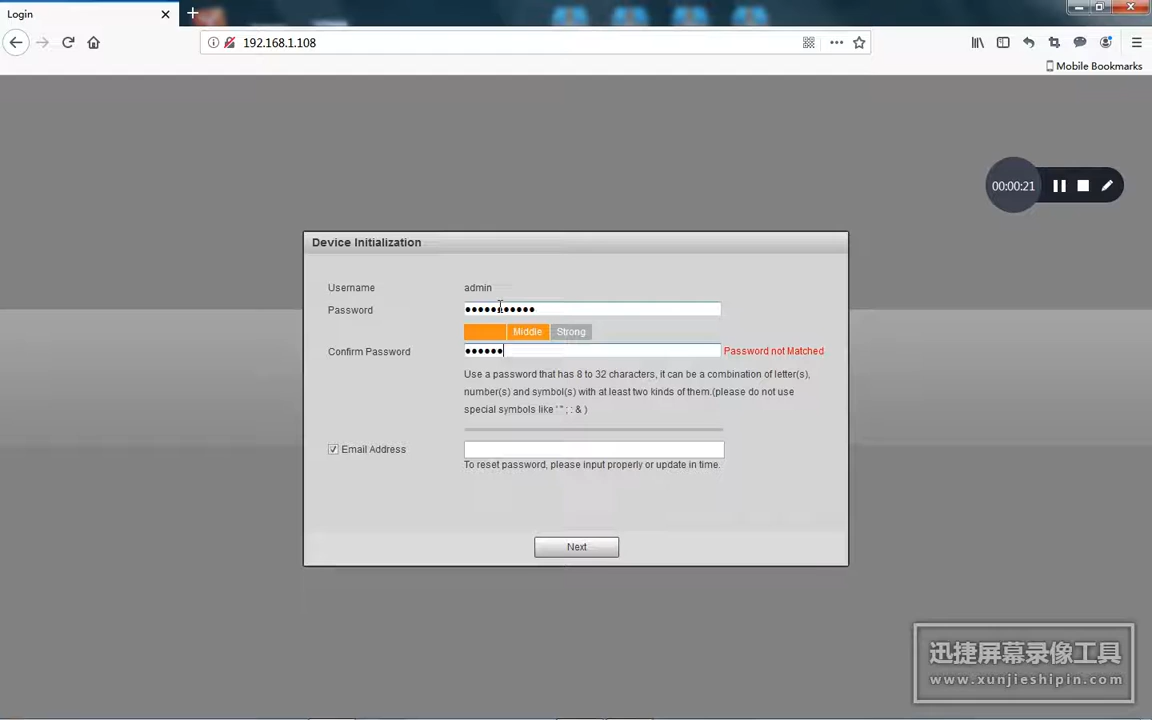 Login
192.168.1.108
Mobile Bookmarks
00:00:21
Device Initialization
Username admin
Password ●●●●●●●●●●●
Middle Strong
Confirm Password ●●●●●● Password not Matched
Use a password that has 8 to 32 characters, it can be a combination of letter(s),
number(s) and symbol(s) with at least two kinds of them.(please do not use
special symbols like ' " ; : & )
Email Address
To reset password, please input properly or update in time.
Next
迅捷屏幕录像工具
www.xunjieshipin.com